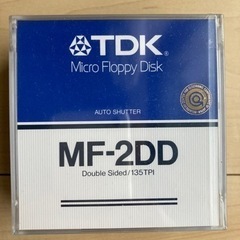 TDK
Micro Floppy Disk
AUTO SHUTTER
MF-2DD
Double Sided/135TPI